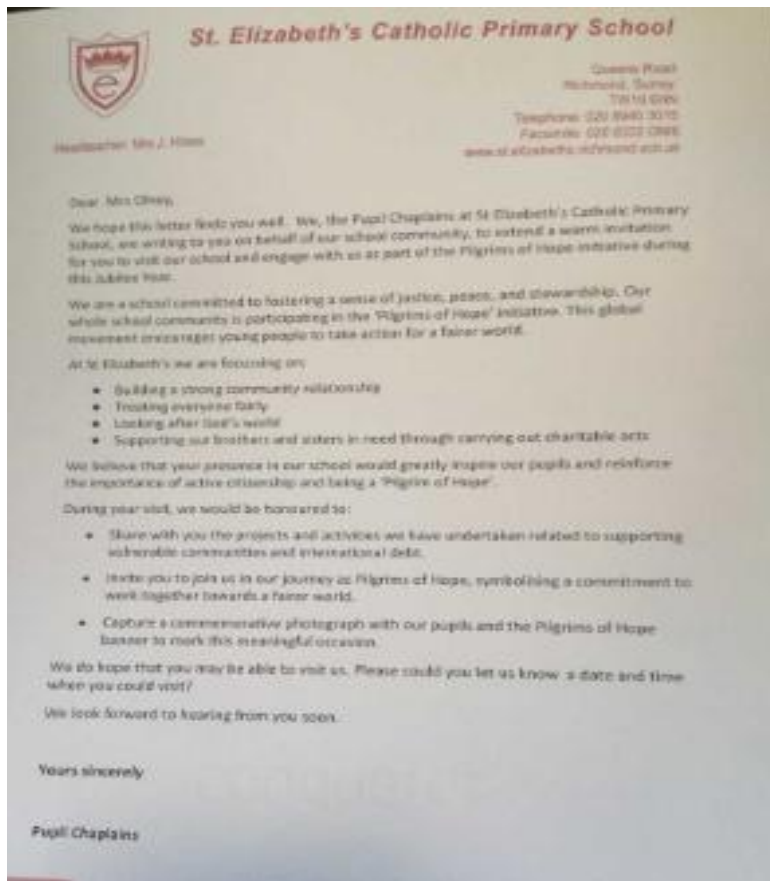 St. Elizabeth's Catholic Primary School
e
Queens Road
Richmond, Surrey
TW10
Telephone: 020 8940 3015
Facsimile: 020 8332
www.st-elizabeths.richmond.sch.uk
Headteacher: Mrs J.
Dear Mrs Olney,
We hope this letter finds you well. We, the Pupil Chaplains at St Elizabeth's Catholic Primary
School, are writing to you on behalf of our school community, to extend a warm invitation
for you to visit our school and engage with us as part of the Pilgrims of Hope initiative during
this Jubilee Year.
We are a school committed to fostering a sense of justice, peace, and stewardship. Our
whole school community is participating in the 'Pilgrims of Hope' initiative. This global
movement encourages young people to take action for a fairer world.
At St Elizabeth's we are focussing on:
• Building a strong community relationship
• Treating everyone fairly
• Looking after God's world
• Supporting our brothers and sisters in need through carrying out charitable acts
We believe that your presence in our school would greatly inspire our pupils and reinforce
the importance of active citizenship and being a 'Pilgrim of Hope'.
During your visit, we would be honoured to:
• Share with you the projects and activities we have undertaken related to supporting
vulnerable communities and international debt.
• Invite you to join us in our journey as Pilgrims of Hope, symbolising a commitment to
work together towards a fairer world.
• Capture a commemorative photograph with our pupils and the Pilgrims of Hope
banner to mark this meaningful occasion.
We do hope that you may be able to visit us. Please could you let us know a date and time
when you could visit?
We look forward to hearing from you soon.
Yours sincerely
Pupil Chaplains